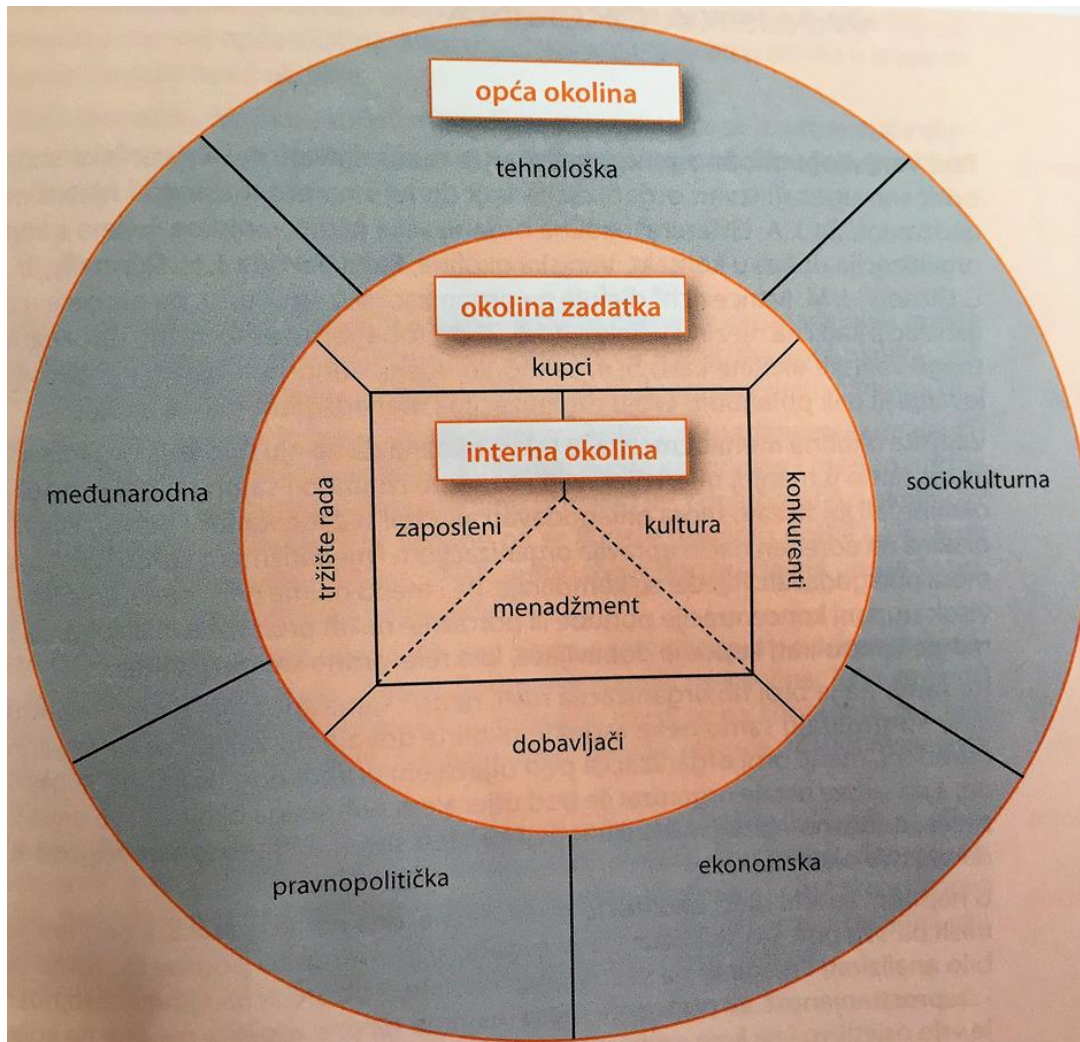 opća okolina
tehnološka
okolina zadatka
kupci
interna okolina
međunarodna
tržište rada
zaposleni
kultura
konkurenti
sociokulturna
menadžment
dobavljači
pravnopolitička
ekonomska